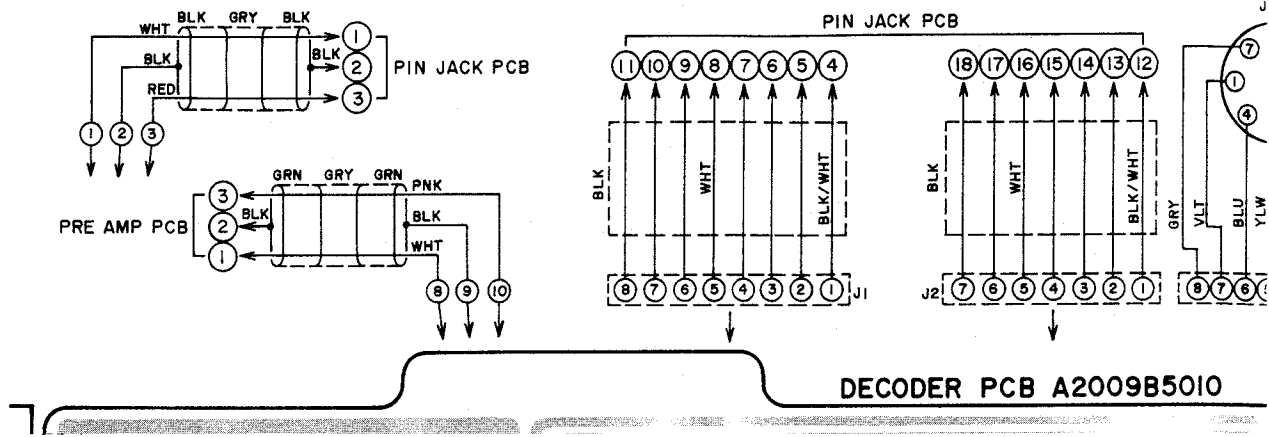 BLK GRY BLK
WHT 1
BLK BLK 2 PIN JACK PCB
RED 3
1 2 3
GRN GRY GRN
3 PNK
PRE AMP PCB 2 BLK BLK
1 WHT
8 9 10
PIN JACK PCB
11 10 9 8 7 6 5 4
18 17 16 15 14 13 12
BLK WHT BLK/WHT
BLK WHT BLK/WHT
8 7 6 5 4 3 2 1 J1
J2 7 6 5 4 3 2 1
J
7
1
4
GRY VLT BLU YLW
8 7 6
DECODER PCB A2009B5010